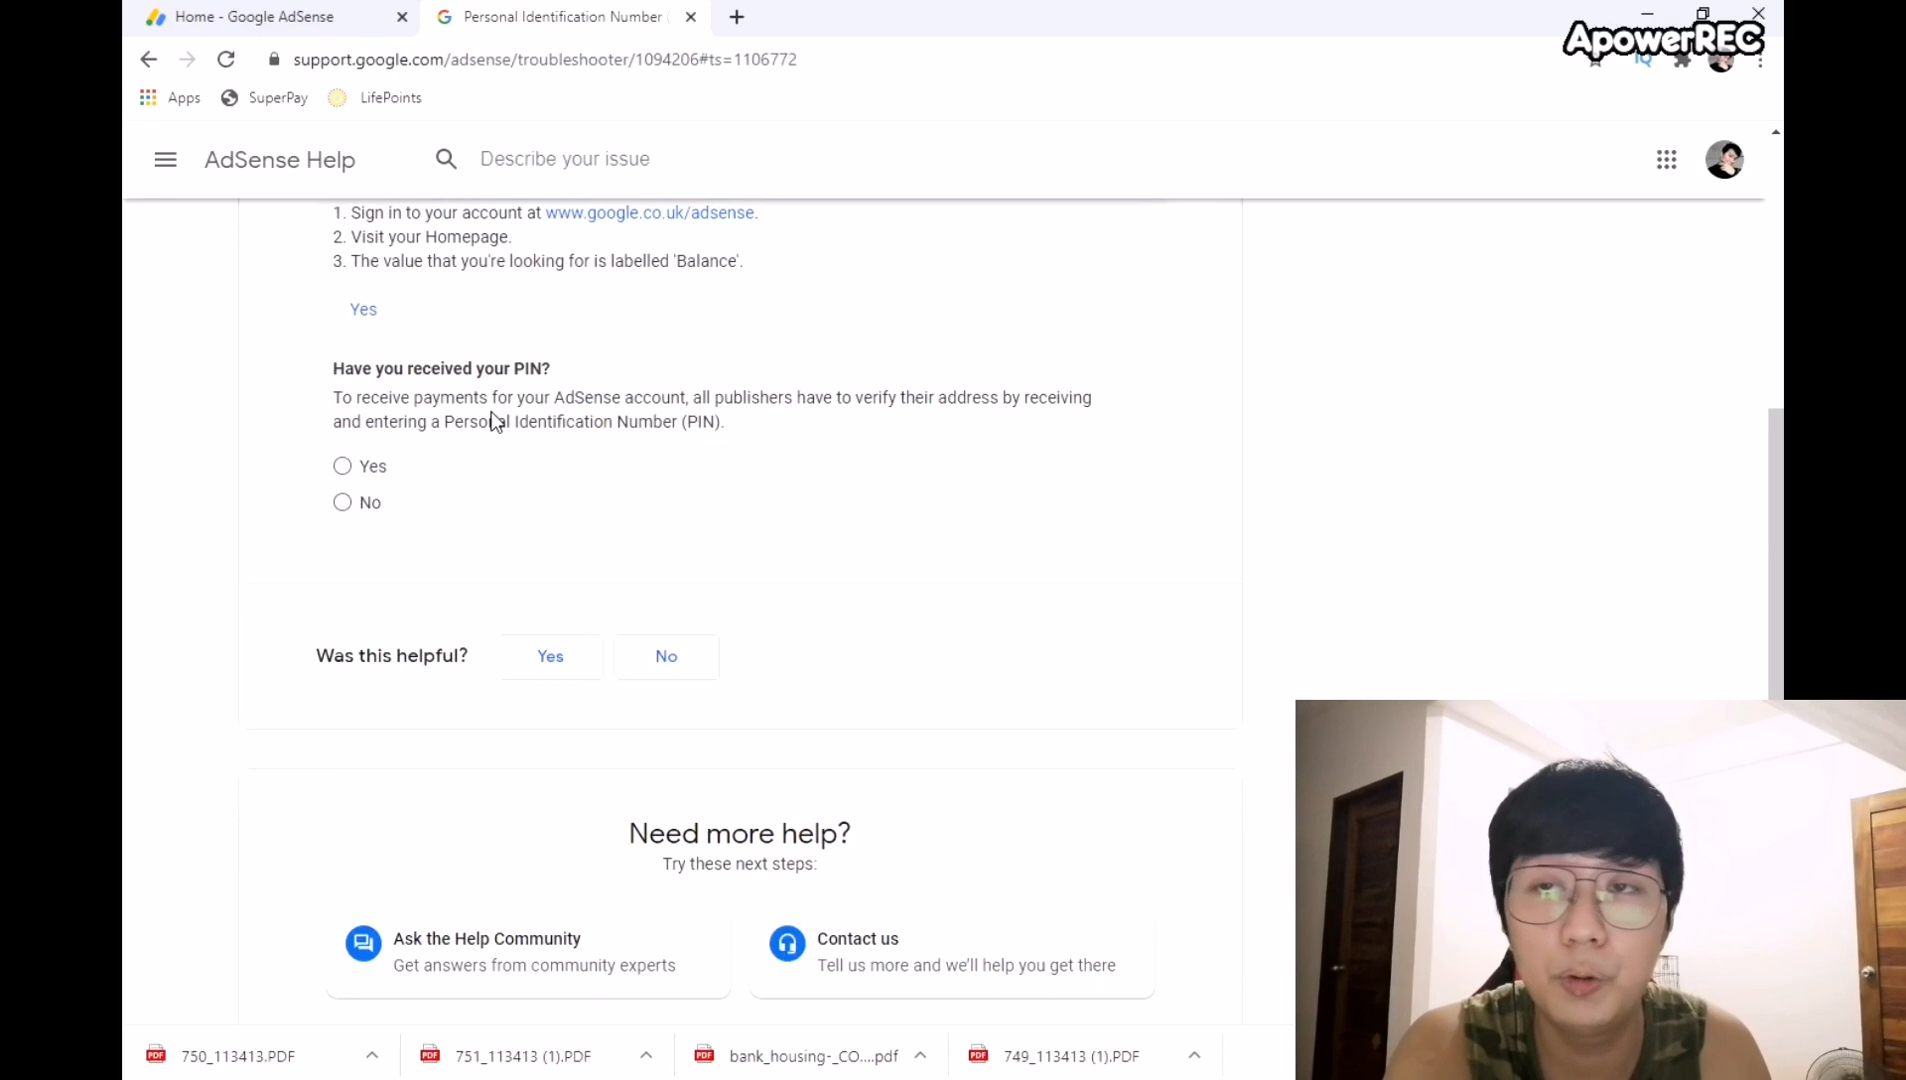 Home - Google AdSense
Personal Identification Number
ApowerREC
support.google.com/adsense/troubleshooter/1094206#ts=1106772
IQ
Apps
SuperPay
LifePoints
AdSense Help
Describe your issue
1. Sign in to your account at www.google.co.uk/adsense.
2. Visit your Homepage.
3. The value that you're looking for is labelled 'Balance'.
Yes
Have you received your PIN?
To receive payments for your AdSense account, all publishers have to verify their address by receiving
and entering a Personal Identification Number (PIN).
Yes
No
Was this helpful?
Yes
No
Need more help?
Try these next steps:
Ask the Help Community
Get answers from community experts
Contact us
Tell us more and we'll help you get there
750_113413.PDF
751_113413 (1).PDF
bank_housing-_CO....pdf
749_113413 (1).PDF